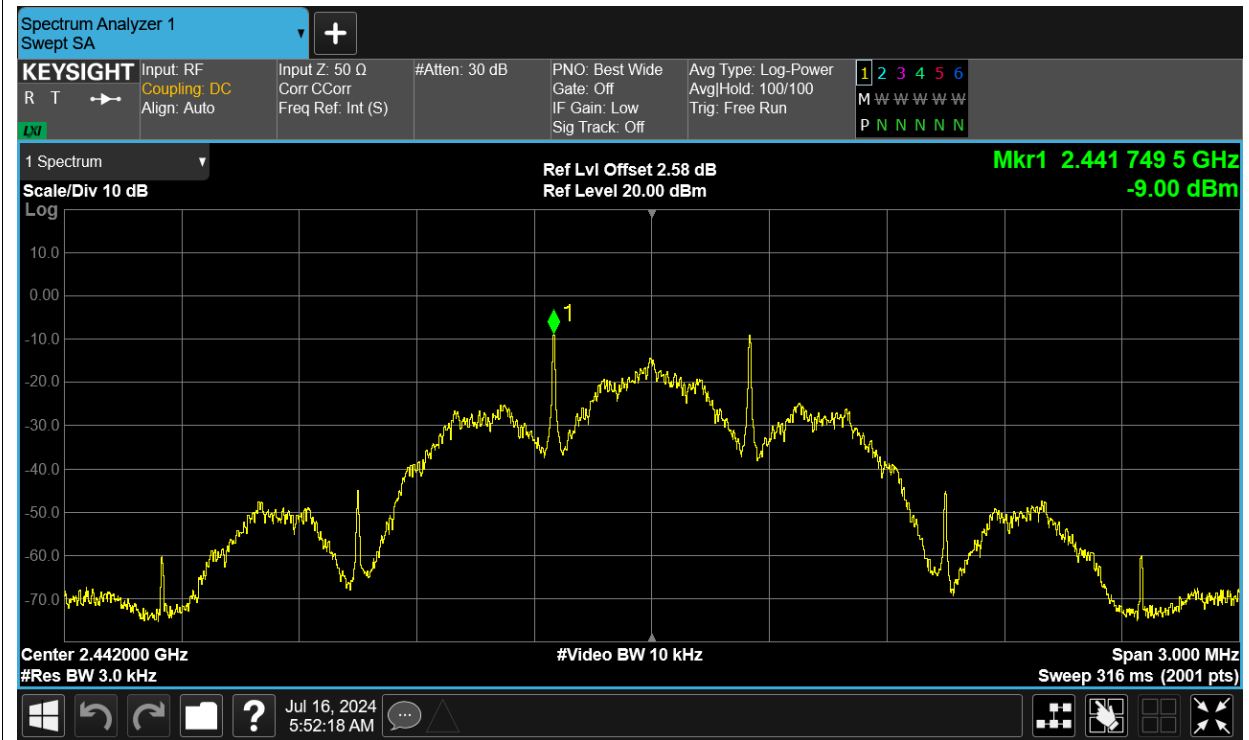 Spectrum Analyzer 1
Swept SA
+
KEYSIGHT
R T
LXI
Input: RF
Coupling: DC
Align: Auto
Input Z: 50 Ω
Corr CCorr
Freq Ref: Int (S)
#Atten: 30 dB
PNO: Best Wide
Gate: Off
IF Gain: Low
Sig Track: Off
Avg Type: Log-Power
Avg|Hold: 100/100
Trig: Free Run
1 2 3 4 5 6
M W W W W W
P N N N N N
1 Spectrum
Scale/Div 10 dB
Log
Ref Lvl Offset 2.58 dB
Ref Level 20.00 dBm
Mkr1 2.441 749 5 GHz
-9.00 dBm
10.0
0.00
-10.0
-20.0
-30.0
-40.0
-50.0
-60.0
-70.0
1
Center 2.442000 GHz
#Res BW 3.0 kHz
#Video BW 10 kHz
Span 3.000 MHz
Sweep 316 ms (2001 pts)
?
Jul 16, 2024
5:52:18 AM